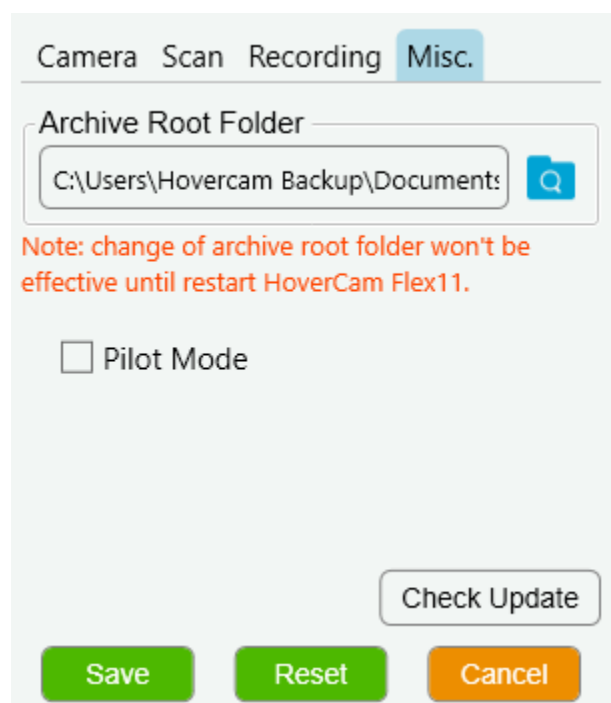 Camera Scan Recording Misc.
Archive Root Folder
C:\Users\Hovercam Backup\Documents
Note: change of archive root folder won't be
effective until restart HoverCam Flex11.
Pilot Mode
Check Update
Save Reset Cancel